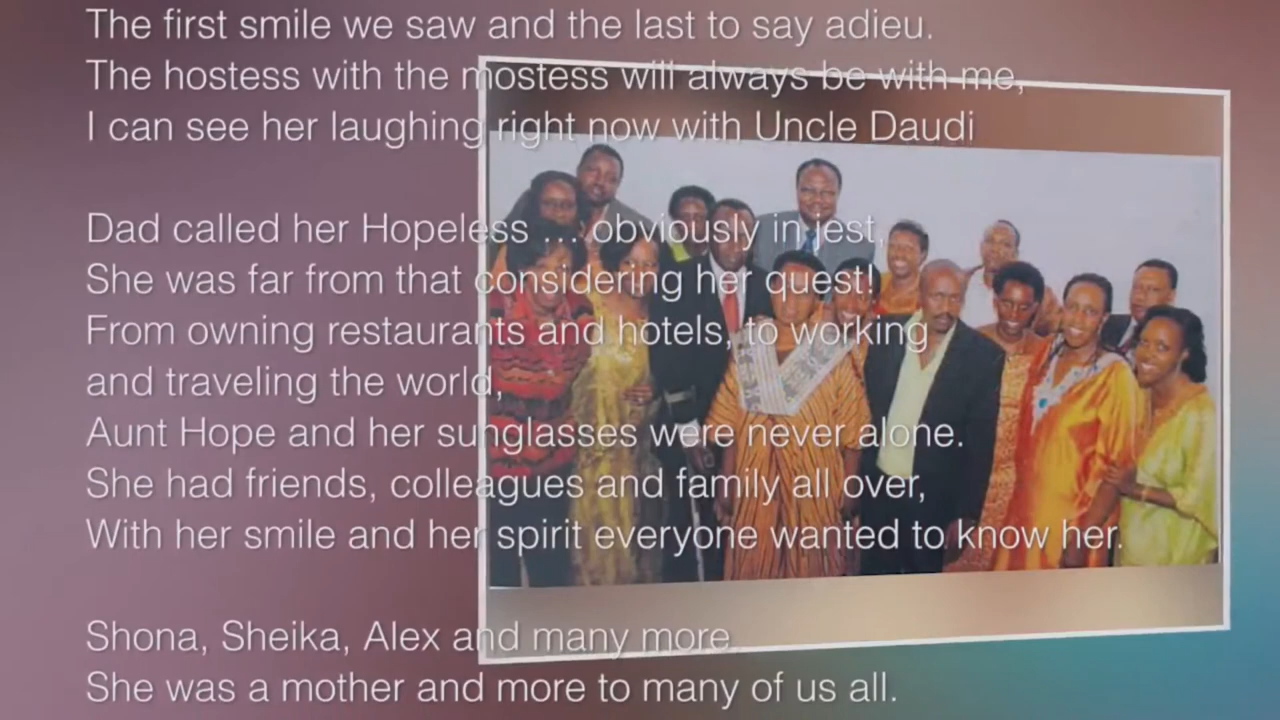 The first smile we saw and the last to say adieu.
The hostess with the mostess will always be with me,
I can see her laughing right now with Uncle Daudi
Dad called her Hopeless ... obviously in jest,
She was far from that considering her quest!
From owning restaurants and hotels, to working
and traveling the world,
Aunt Hope and her sunglasses were never alone.
She had friends, colleagues and family all over,
With her smile and her spirit everyone wanted to know her.
Shona, Sheika, Alex and many more.
She was a mother and more to many of us all.